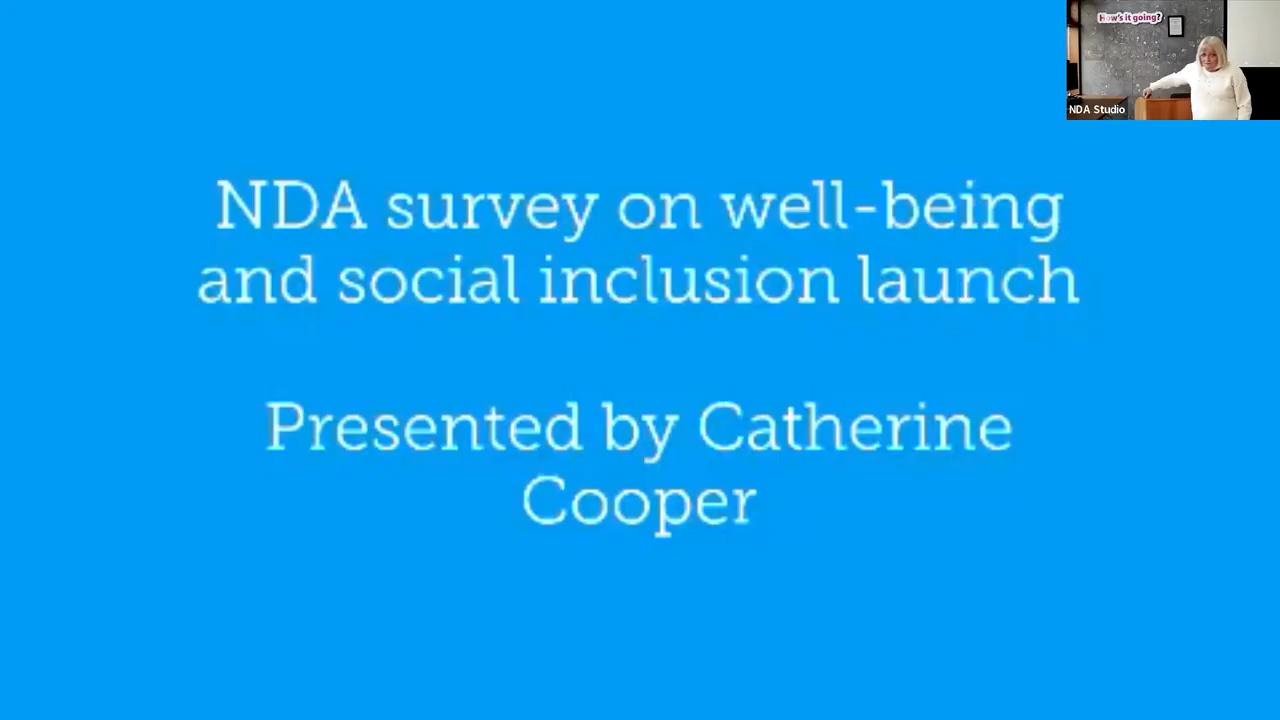 How's it going?
NDA Studio
NDA survey on well-being
and social inclusion launch
Presented by Catherine
Cooper